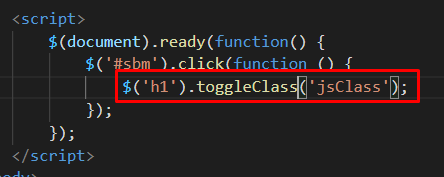 <script>
$(document).ready(function() {
$('#sbm').click(function () {
$('h1').toggleClass('jsClass');
});
});
</script>